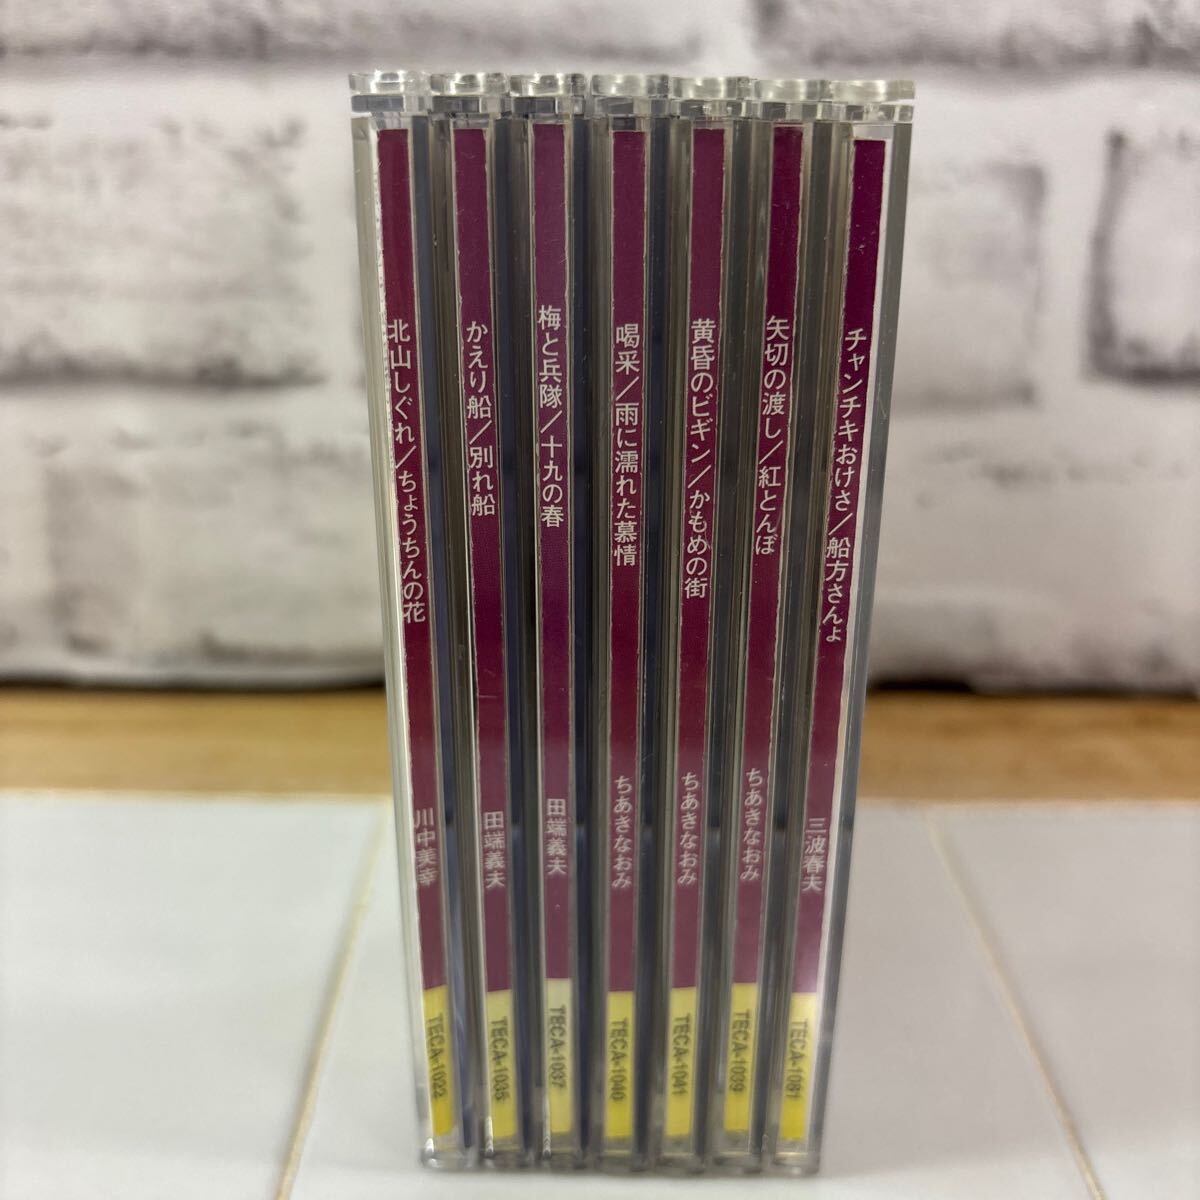 北山しぐれ/ちょうちんの花 川中美幸 TECA-1022
かえり船/別れ船 田端義夫 TECA-1035
梅と兵隊/十九の春 田端義夫 TECA-1037
喝采/雨に濡れた慕情 ちあきなおみ TECA-1040
黄昏のビギン/かもめの街 ちあきなおみ TECA-1041
矢切の渡し/紅とんぼ ちあきなおみ TECA-1039
チャンチキおけさ/船方さんよ 三波春夫 TECA-1081